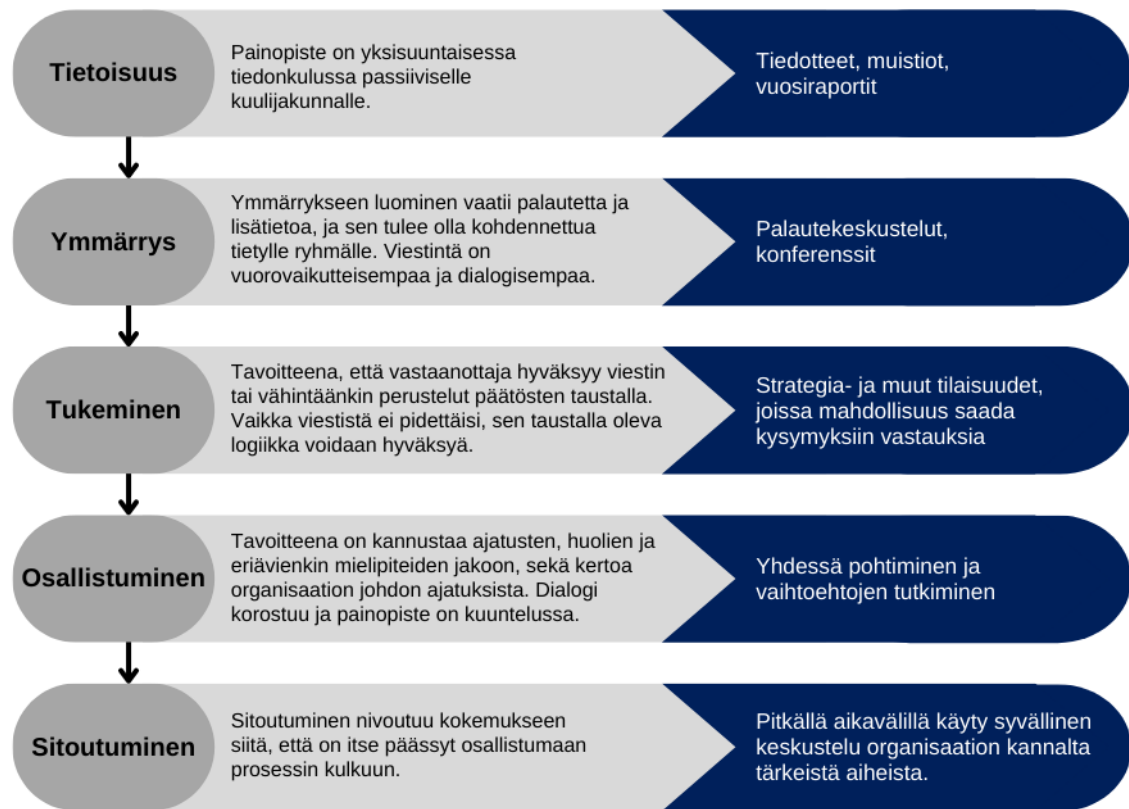 Tietoisuus
Painopiste on yksisuuntaisessa
tiedonkulussa passiiviselle
kuulijakunnalle.
Tiedotteet, muistiot,
vuosiraportit
Ymmärrys
Ymmärrykseen luominen vaatii palautetta ja
lisätietoa, ja sen tulee olla kohdennettua
tietylle ryhmälle. Viestintä on
vuorovaikutteisempaa ja dialogisempaa.
Palautekeskustelut,
konferenssit
Tukeminen
Tavoitteena, että vastaanottaja hyväksyy viestin
tai vähintäänkin perustelut päätösten taustalla.
Vaikka viestistä ei pidettäisi, sen taustalla oleva
logiikka voidaan hyväksyä.
Strategia- ja muut tilaisuudet,
joissa mahdollisuus saada
kysymyksiin vastauksia
Osallistuminen
Tavoitteena on kannustaa ajatusten, huolien ja
eriävienkin mielipiteiden jakoon, sekä kertoa
organisaation johdon ajatuksista. Dialogi
korostuu ja painopiste on kuuntelussa.
Yhdessä pohtiminen ja
vaihtoehtojen tutkiminen
Sitoutuminen
Sitoutuminen nivoutuu kokemukseen
siitä, että on itse päässyt osallistumaan
prosessin kulkuun.
Pitkällä aikavälillä käyty syvällinen
keskustelu organisaation kannalta
tärkeistä aiheista.